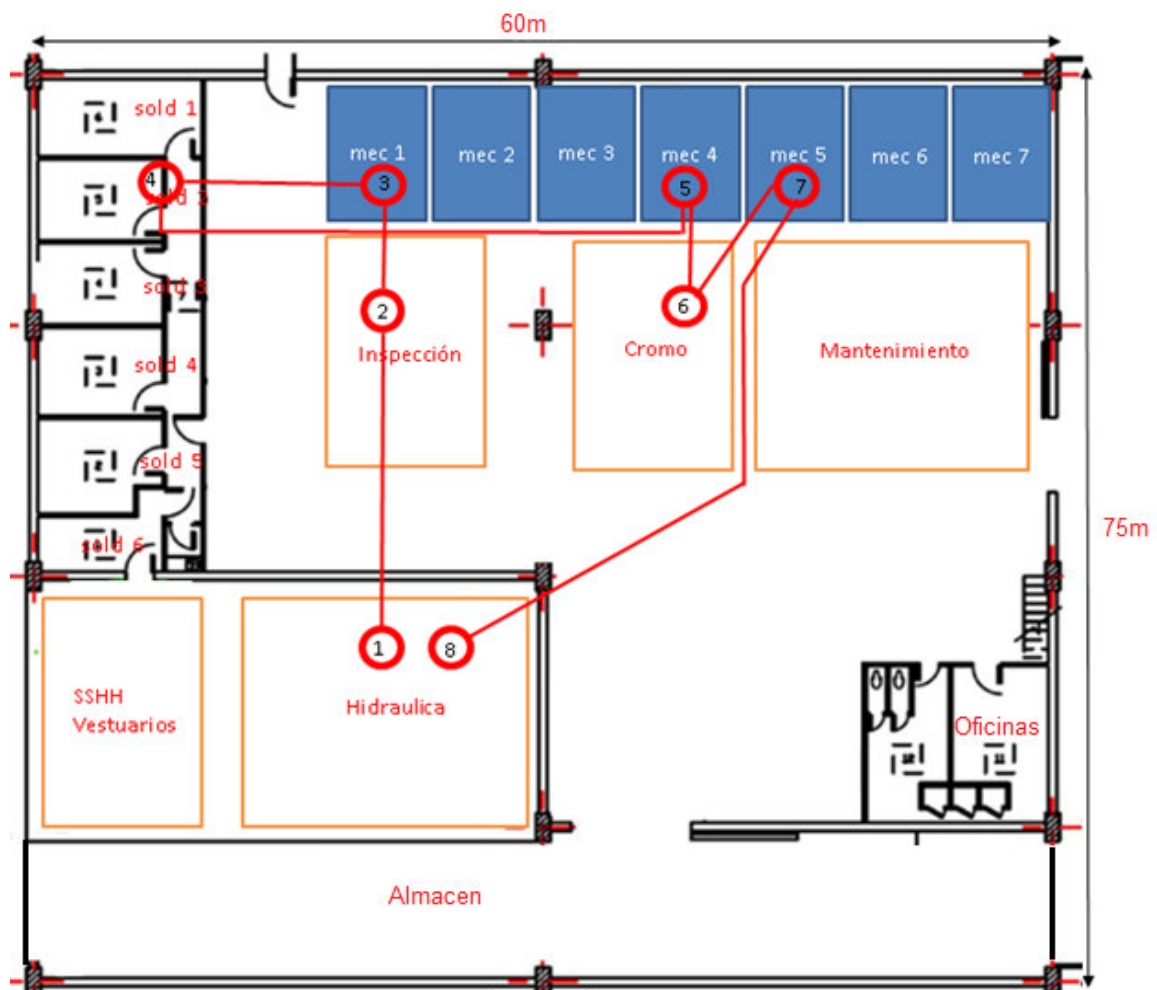 60m
sold 1
mec 1
mec 2
mec 3
mec 4
mec 5
mec 6
mec 7
4
3
5
7
2
6
sold 3
Inspección
Cromo
Mantenimiento
sold 4
sold 5
sold 6
75m
1
8
SSHH
Vestuarios
Hidraulica
Oficinas
12
11
Almacen